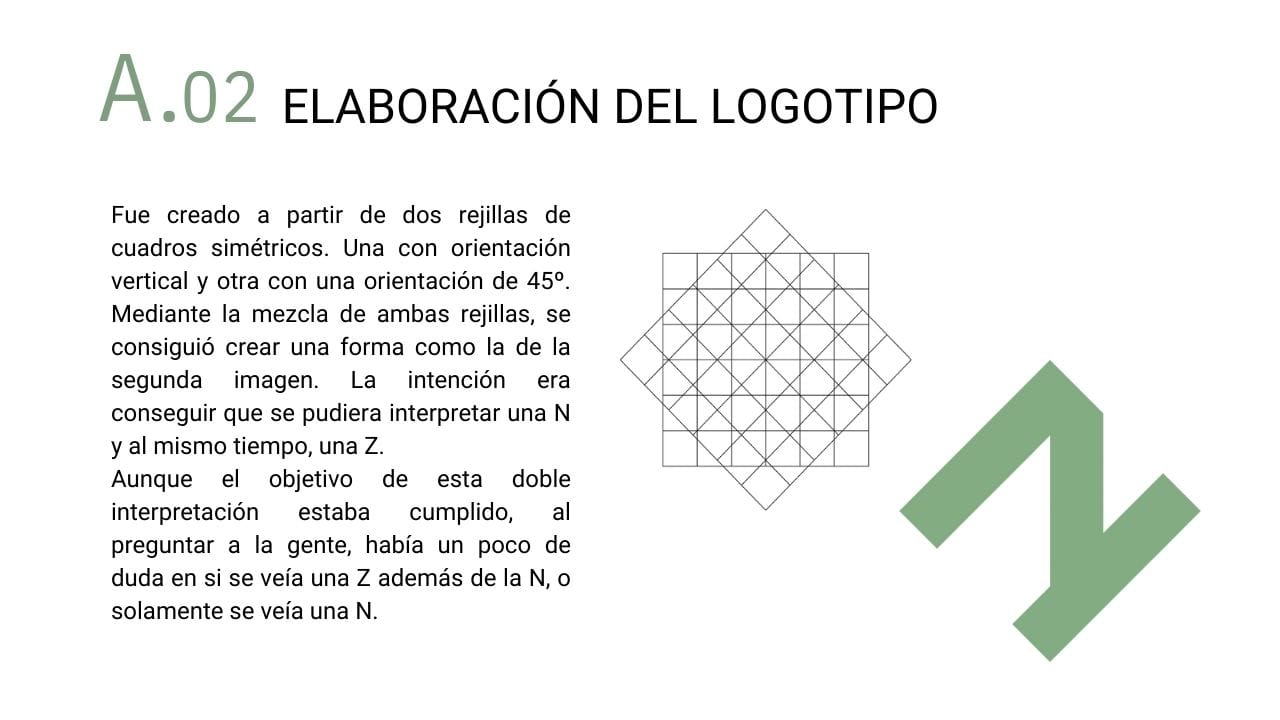 A.02 ELABORACIÓN DEL LOGOTIPO
Fue creado a partir de dos rejillas de
cuadros simétricos. Una con orientación
vertical y otra con una orientación de 45º.
Mediante la mezcla de ambas rejillas, se
consiguió crear una forma como la de la
segunda imagen. La intención era
conseguir que se pudiera interpretar una N
y al mismo tiempo, una Z.
Aunque el objetivo de esta doble
interpretación estaba cumplido, al
preguntar a la gente, había un poco de
duda en si se veía una Z además de la N, o
solamente se veía una N.